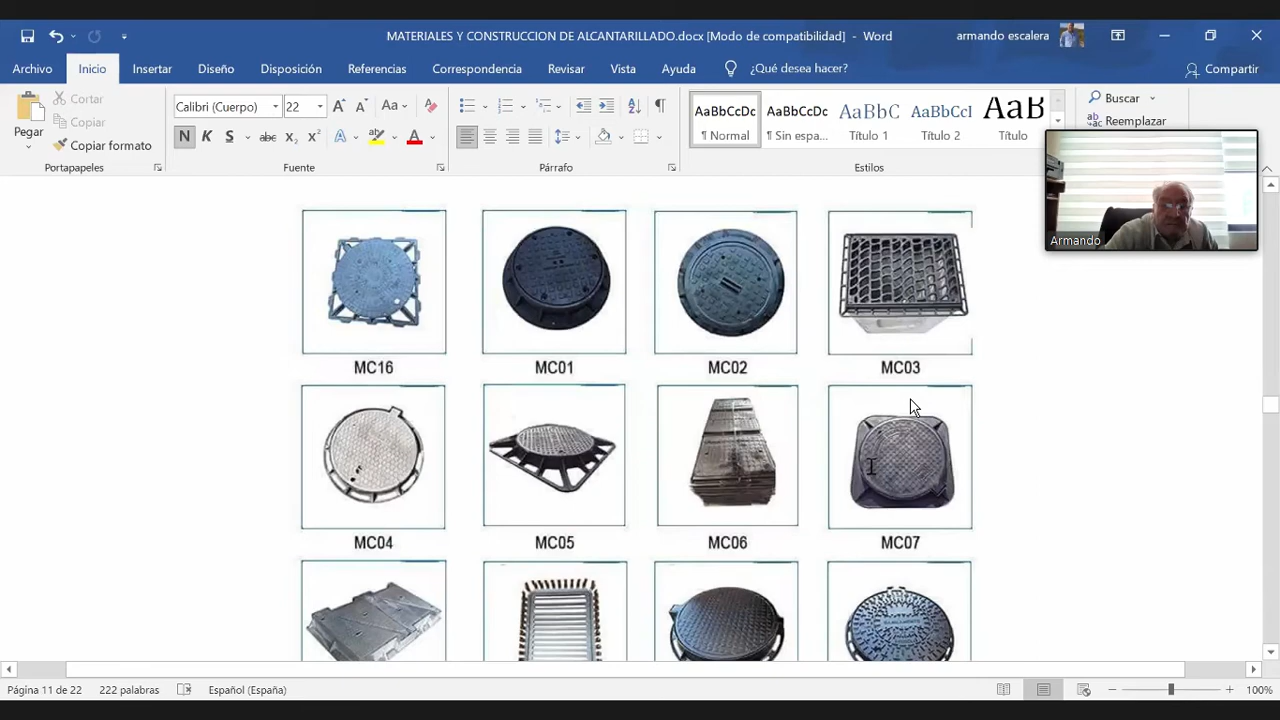 MATERIALES Y CONSTRUCCION DE ALCANTARILLADO.docx [Modo de compatibilidad] - Word
armando escalera
Archivo Inicio Insertar Diseño Disposición Referencias Correspondencia Revisar Vista Ayuda ¿Qué desea hacer? Compartir
Pegar
Cortar
Copiar
Copiar formato
Portapapeles
Calibri (Cuerpo) 22
N K S abc
Fuente
Párrafo
AaBbCcDc AaBbCcDc AaBbC AaBbCcI AaB
¶ Normal ¶ Sin espa... Título 1 Título 2 Título
Estilos
Buscar
Reemplazar
Armando
MC16 MC01 MC02 MC03
MC04 MC05 MC06 MC07
Página 11 de 22 222 palabras Español (España) 100%